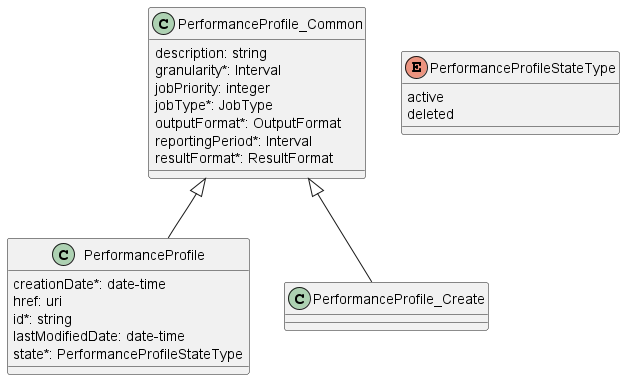 C PerformanceProfile_Common
description: string
granularity*: Interval
jobPriority: integer
jobType*: JobType
outputFormat*: OutputFormat
reportingPeriod*: Interval
resultFormat*: ResultFormat
E PerformanceProfileStateType
active
deleted
C PerformanceProfile
creationDate*: date-time
href: uri
id*: string
lastModifiedDate: date-time
state*: PerformanceProfileStateType
C PerformanceProfile_Create